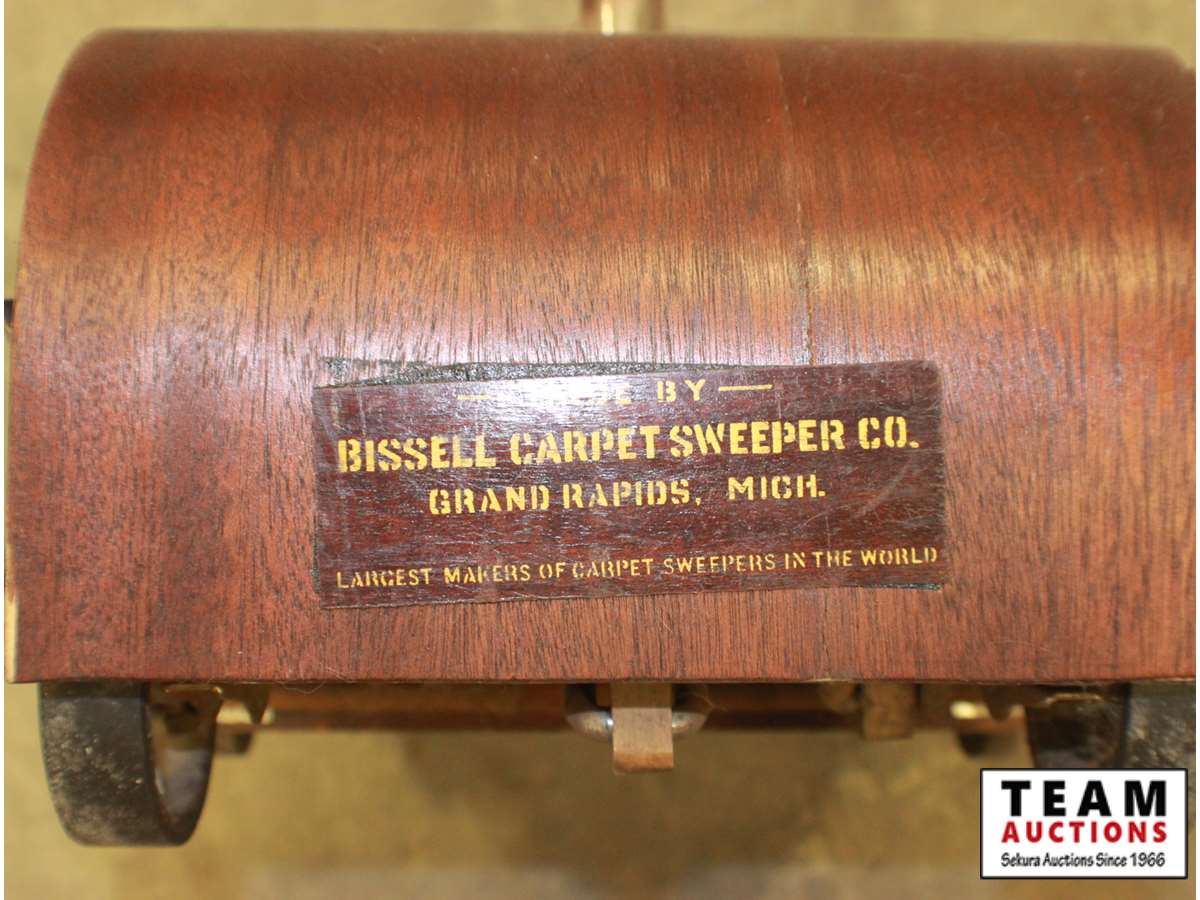 — MADE BY —
BISSELL CARPET SWEEPER CO.
GRAND RAPIDS, MICH.
LARGEST MAKERS OF CARPET SWEEPERS IN THE WORLD
TEAM
AUCTIONS
Sekura Auctions Since 1966